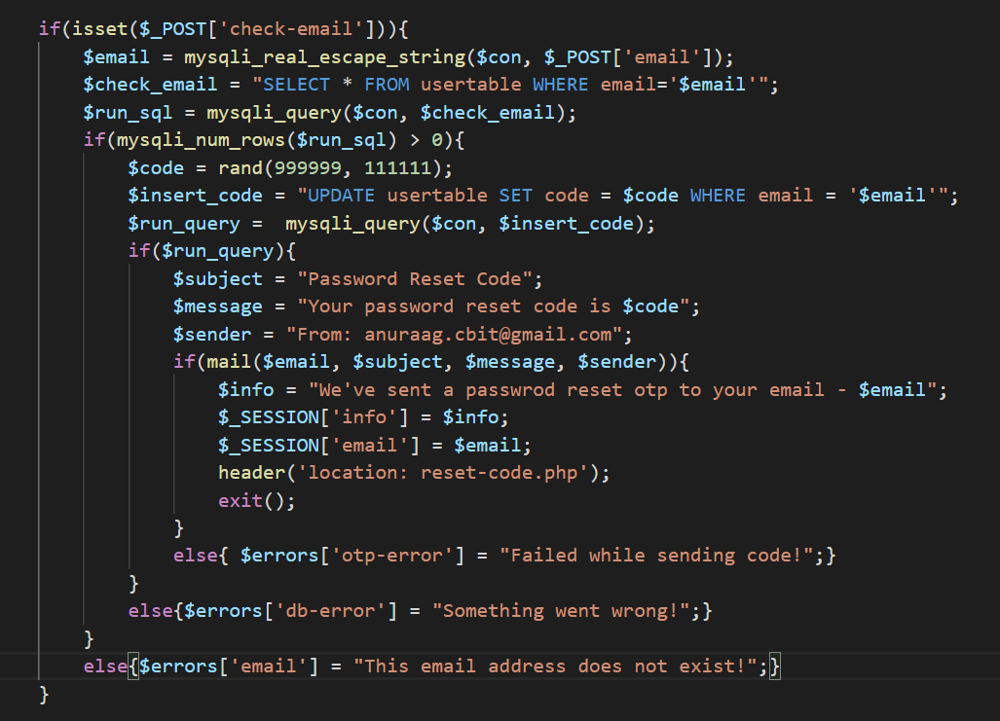 if(isset($_POST['check-email'])){
$email = mysqli_real_escape_string($con, $_POST['email']);
$check_email = "SELECT * FROM usertable WHERE email='$email'";
$run_sql = mysqli_query($con, $check_email);
if(mysqli_num_rows($run_sql) > 0){
$code = rand(999999, 111111);
$insert_code = "UPDATE usertable SET code = $code WHERE email = '$email'";
$run_query =  mysqli_query($con, $insert_code);
if($run_query){
$subject = "Password Reset Code";
$message = "Your password reset code is $code";
$sender = "From: anuraag.cbit@gmail.com";
if(mail($email, $subject, $message, $sender)){
$info = "We've sent a passwrod reset otp to your email - $email";
$_SESSION['info'] = $info;
$_SESSION['email'] = $email;
header('location: reset-code.php');
exit();
}
else{ $errors['otp-error'] = "Failed while sending code!";}
}
else{$errors['db-error'] = "Something went wrong!";}
}
else{$errors['email'] = "This email address does not exist!";}
}